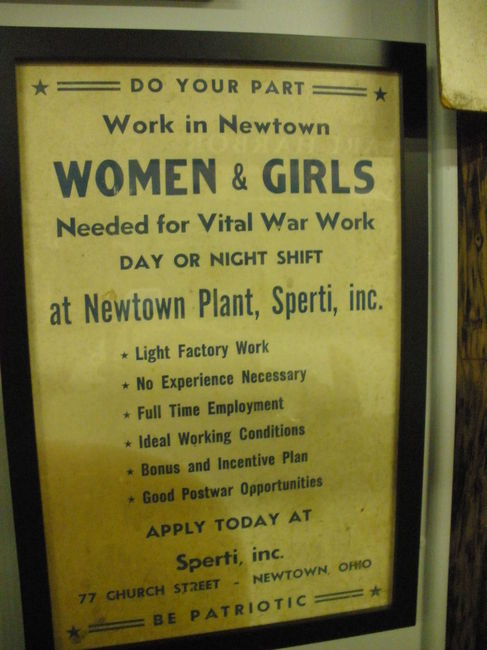 DO YOUR PART
Work in Newtown
WOMEN & GIRLS
Needed for Vital War Work
DAY OR NIGHT SHIFT
at Newtown Plant, Sperti, inc.
★ Light Factory Work
★ No Experience Necessary
★ Full Time Employment
★ Ideal Working Conditions
★ Bonus and Incentive Plan
★ Good Postwar Opportunities
APPLY TODAY AT
Sperti, inc.
77 CHURCH STREET - NEWTOWN, OHIO
BE PATRIOTIC